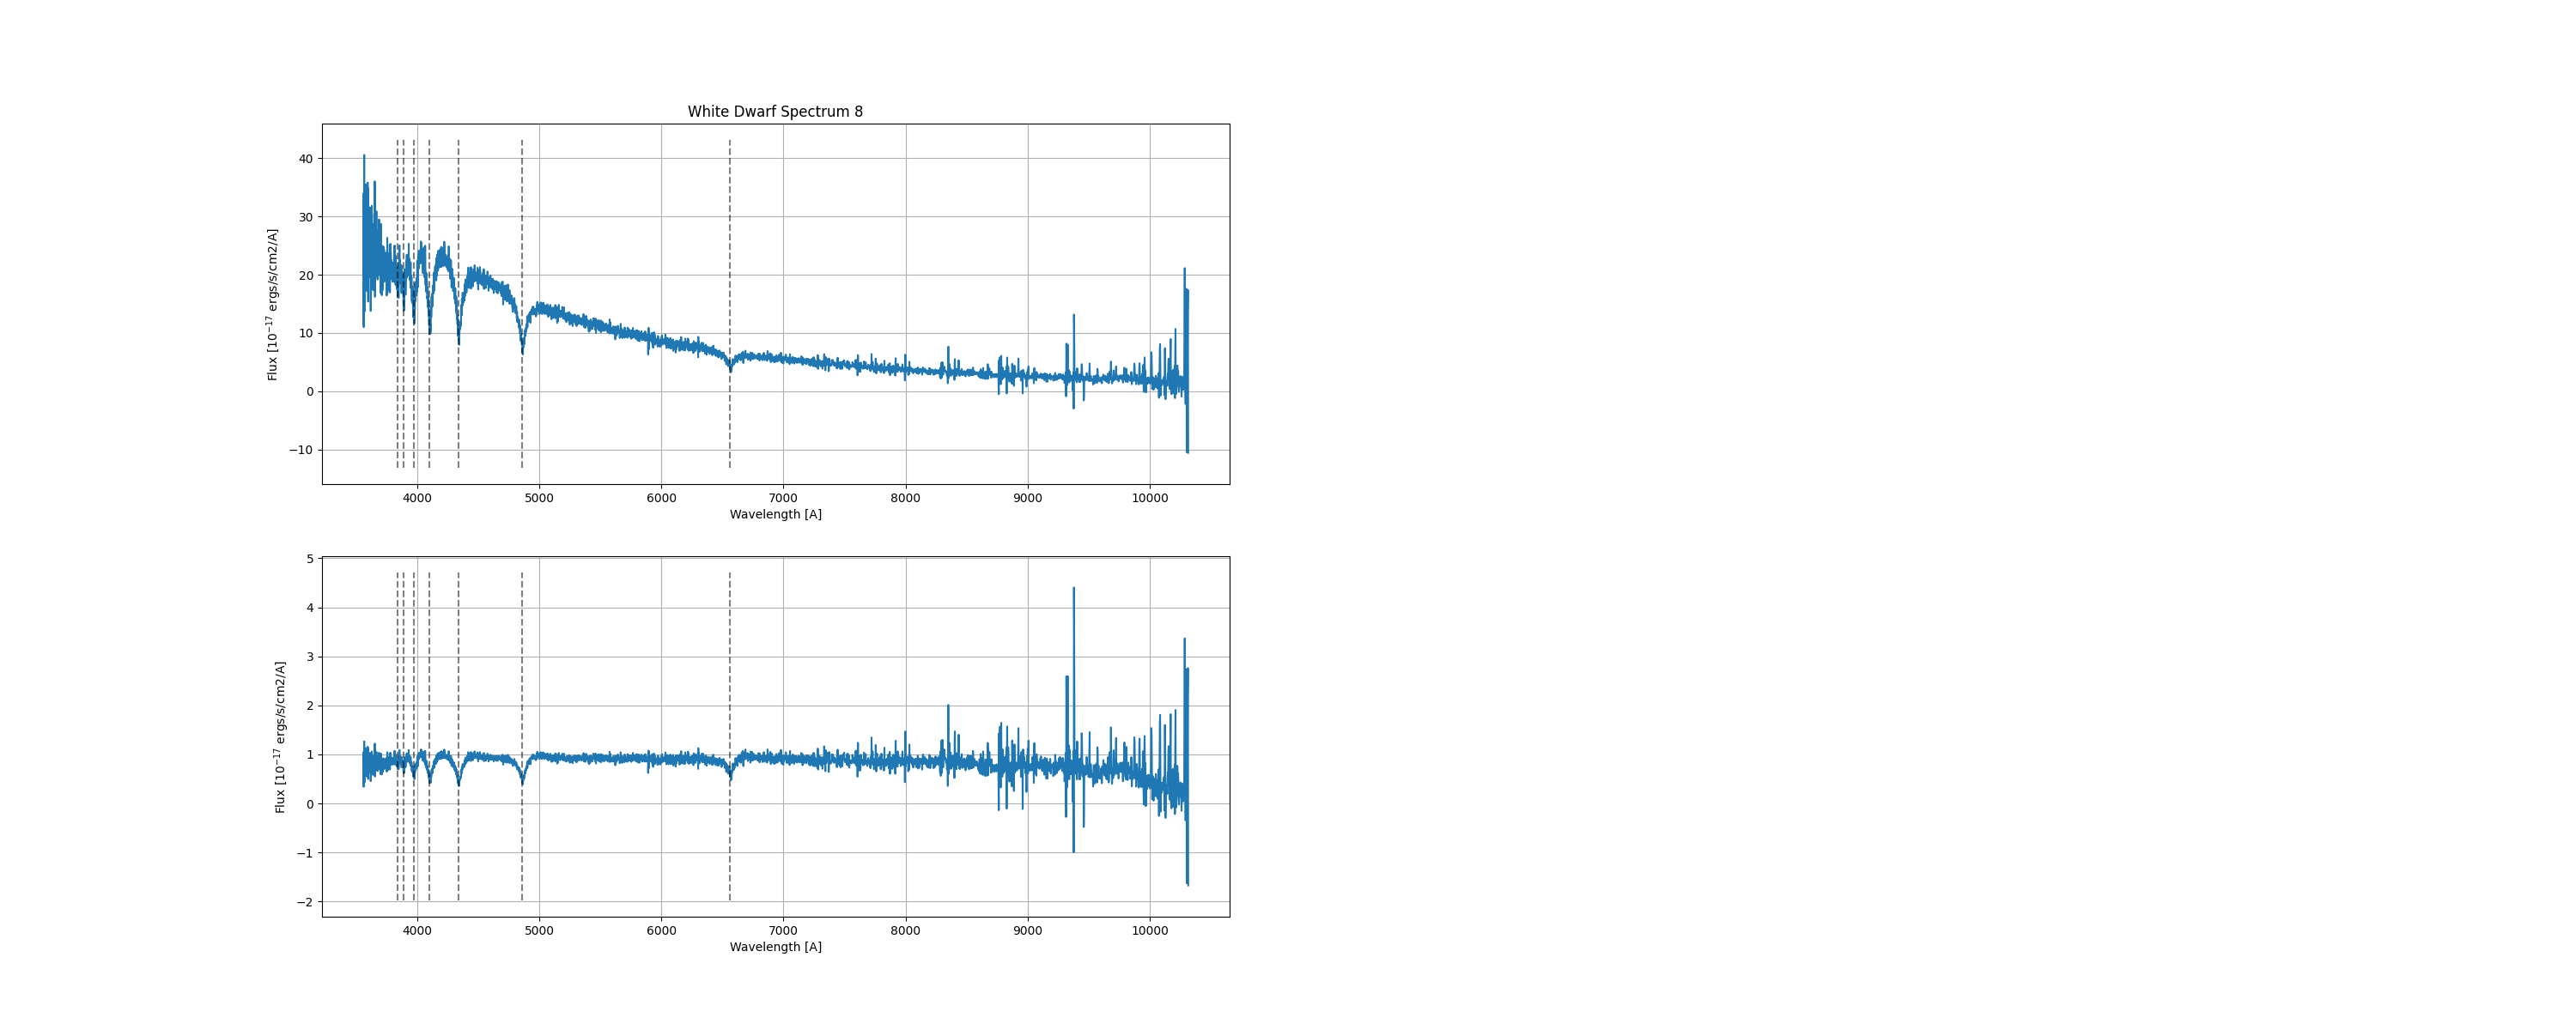 White Dwarf Spectrum 8
Flux [10^{-17} ergs/s/cm2/A]
40
30
20
10
0
−10
4000 5000 6000 7000 8000 9000 10000
Wavelength [A]
Flux [10^{-17} ergs/s/cm2/A]
5
4
3
2
1
0
−1
−2
4000 5000 6000 7000 8000 9000 10000
Wavelength [A]